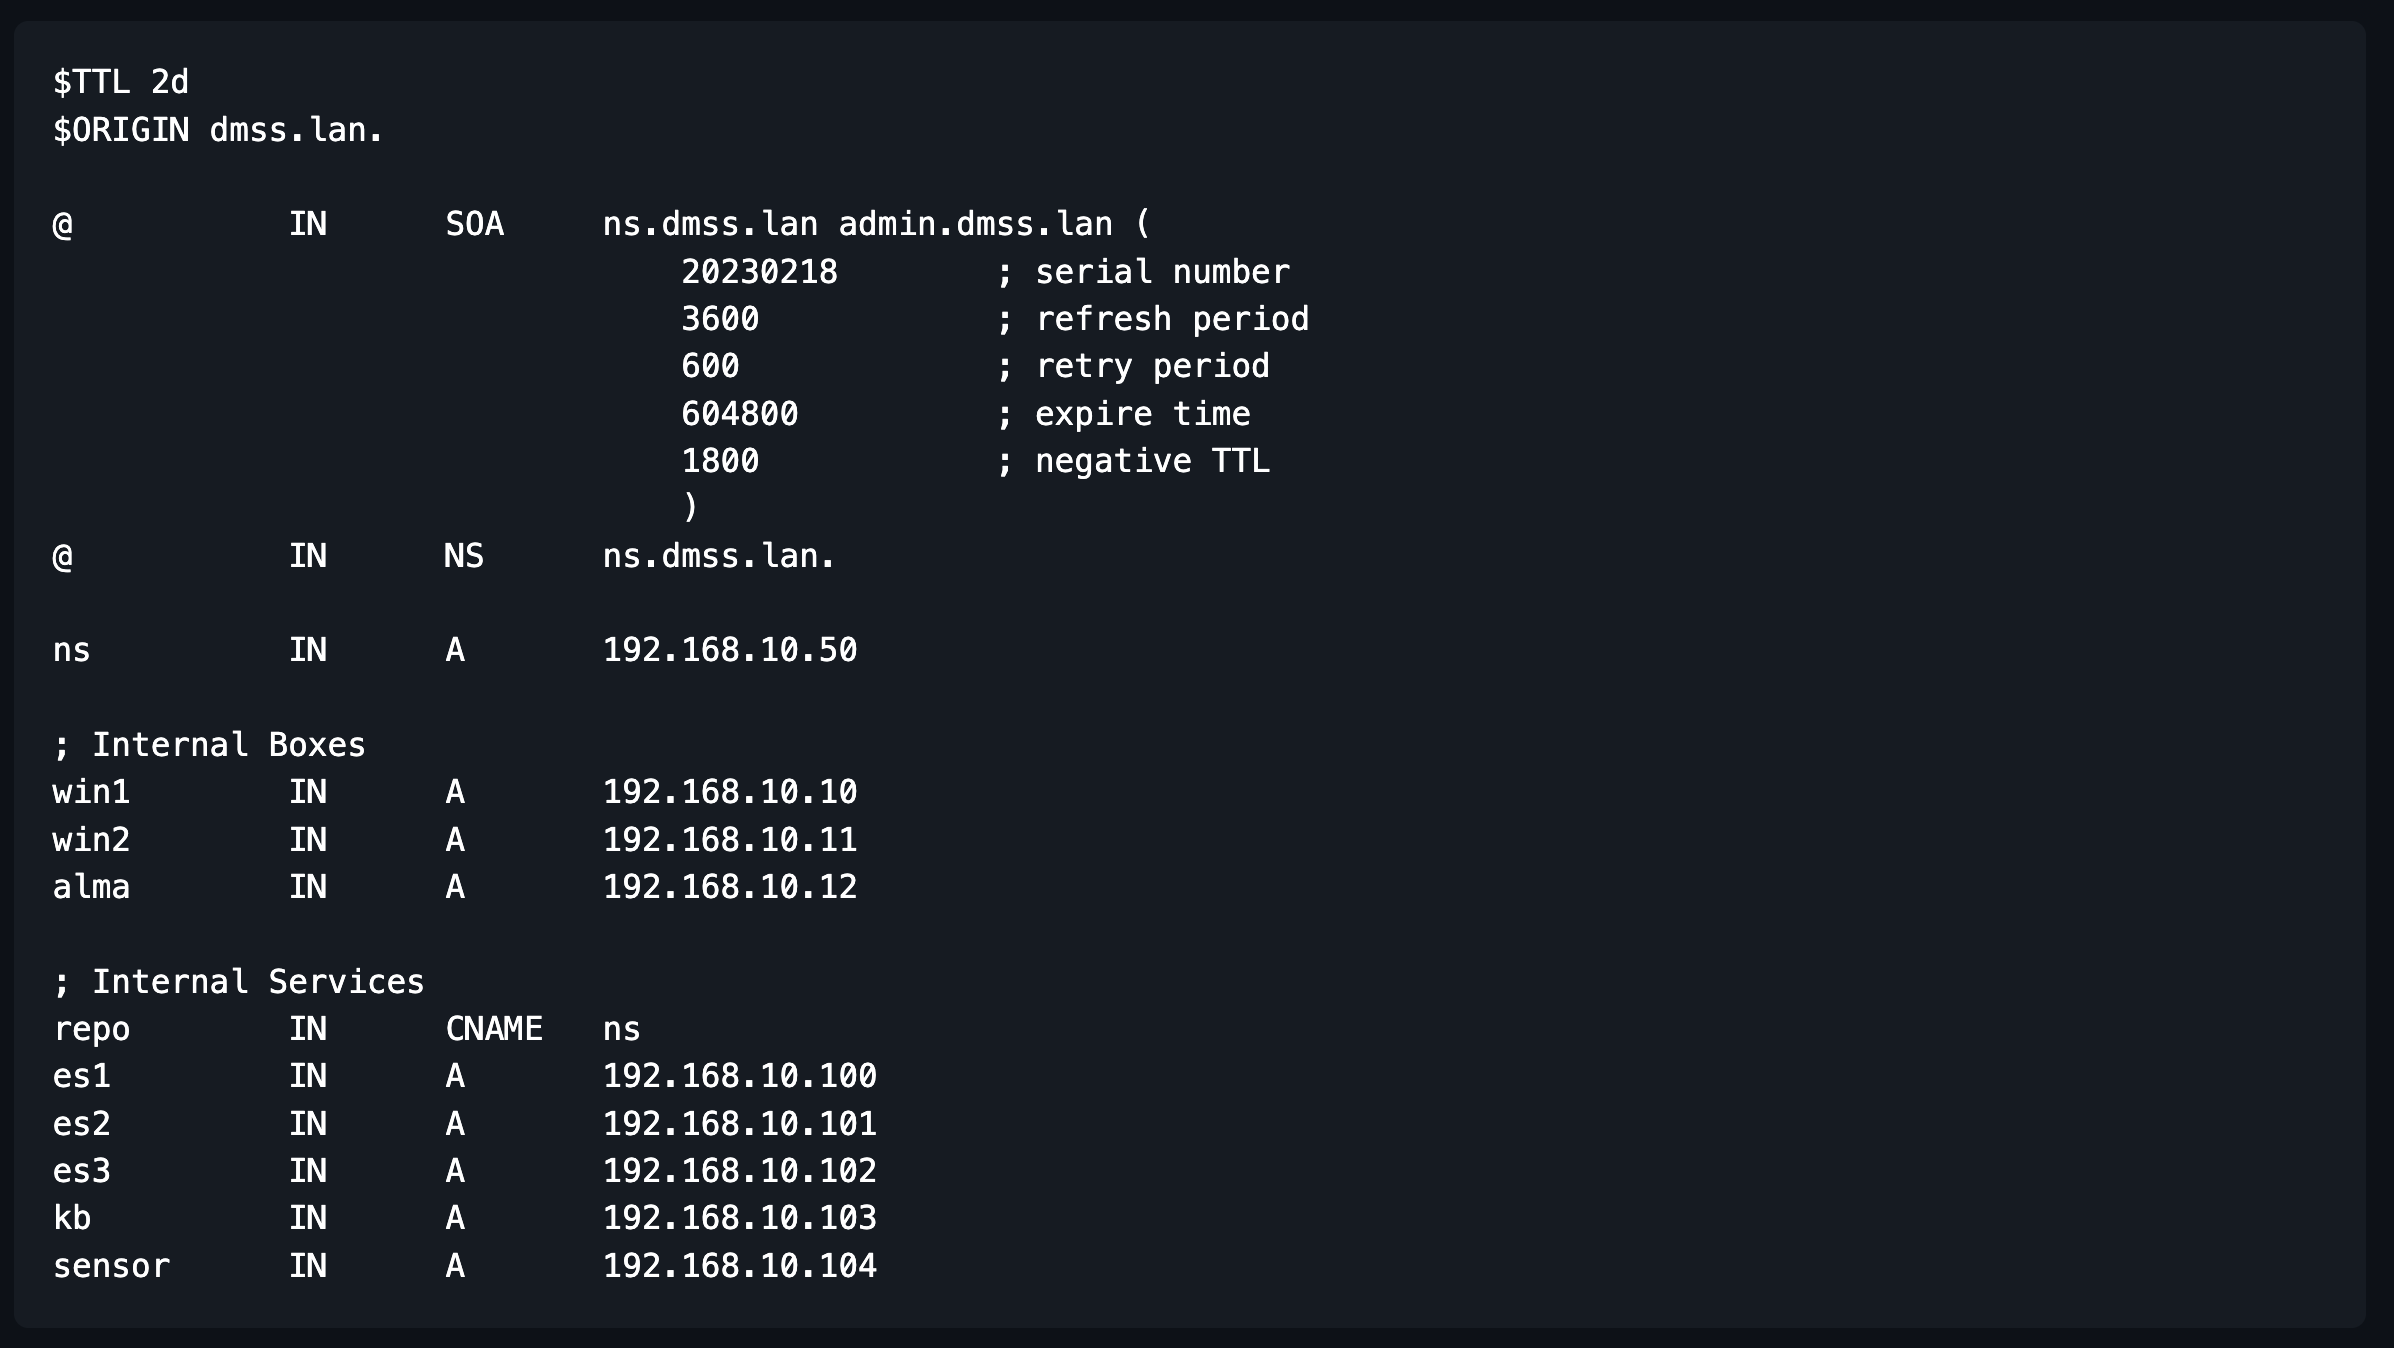 $TTL 2d
$ORIGIN dmss.lan.
@ IN SOA ns.dmss.lan admin.dmss.lan (
20230218 ; serial number
3600 ; refresh period
600 ; retry period
604800 ; expire time
1800 ; negative TTL
)
@ IN NS ns.dmss.lan.
ns IN A 192.168.10.50
; Internal Boxes
win1 IN A 192.168.10.10
win2 IN A 192.168.10.11
alma IN A 192.168.10.12
; Internal Services
repo IN CNAME ns
es1 IN A 192.168.10.100
es2 IN A 192.168.10.101
es3 IN A 192.168.10.102
kb IN A 192.168.10.103
sensor IN A 192.168.10.104